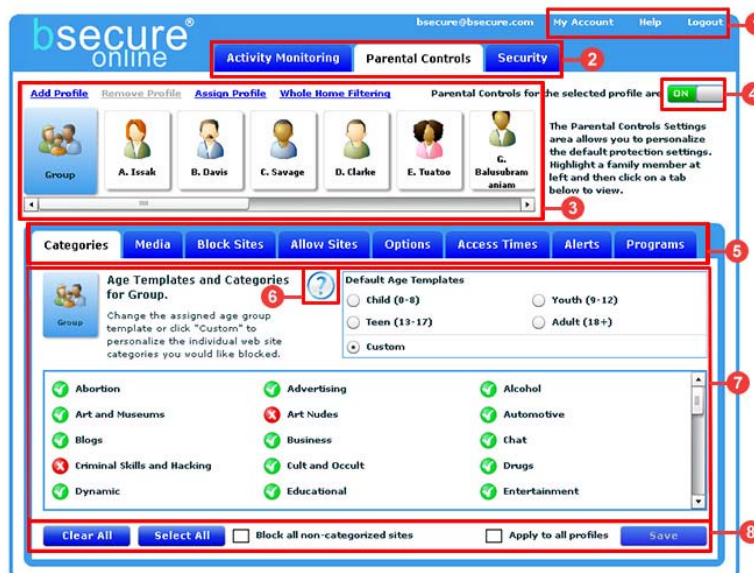 bsecure®
online
bsecure@bsecure.com My Account Help Logout
Activity Monitoring Parental Controls Security 2
Add Profile Remove Profile Assign Profile Whole Home Filtering Parental Controls for the selected profile are ON 4
Group A. Issak B. Davis C. Savage D. Clarke E. Tuatoo G. Balusubram
aniam
The Parental Controls Settings
area allows you to personalize
the default protection settings.
Highlight a family member at
left and then click on a tab
below to view.
3
Categories Media Block Sites Allow Sites Options Access Times Alerts Programs 5
Group
Age Templates and Categories
for Group.
Change the assigned age group
template or click "Custom" to
personalize the individual web site
categories you would like blocked.
6 ?
Default Age Templates
Child (0-8) Youth (9-12)
Teen (13-17) Adult (18+)
Custom
7
Abortion Advertising Alcohol
Art and Museums Art Nudes Automotive
Blogs Business Chat
Criminal Skills and Hacking Cult and Occult Drugs
Dynamic Educational Entertainment
Clear All Select All Block all non-categorized sites Apply to all profiles Save 8